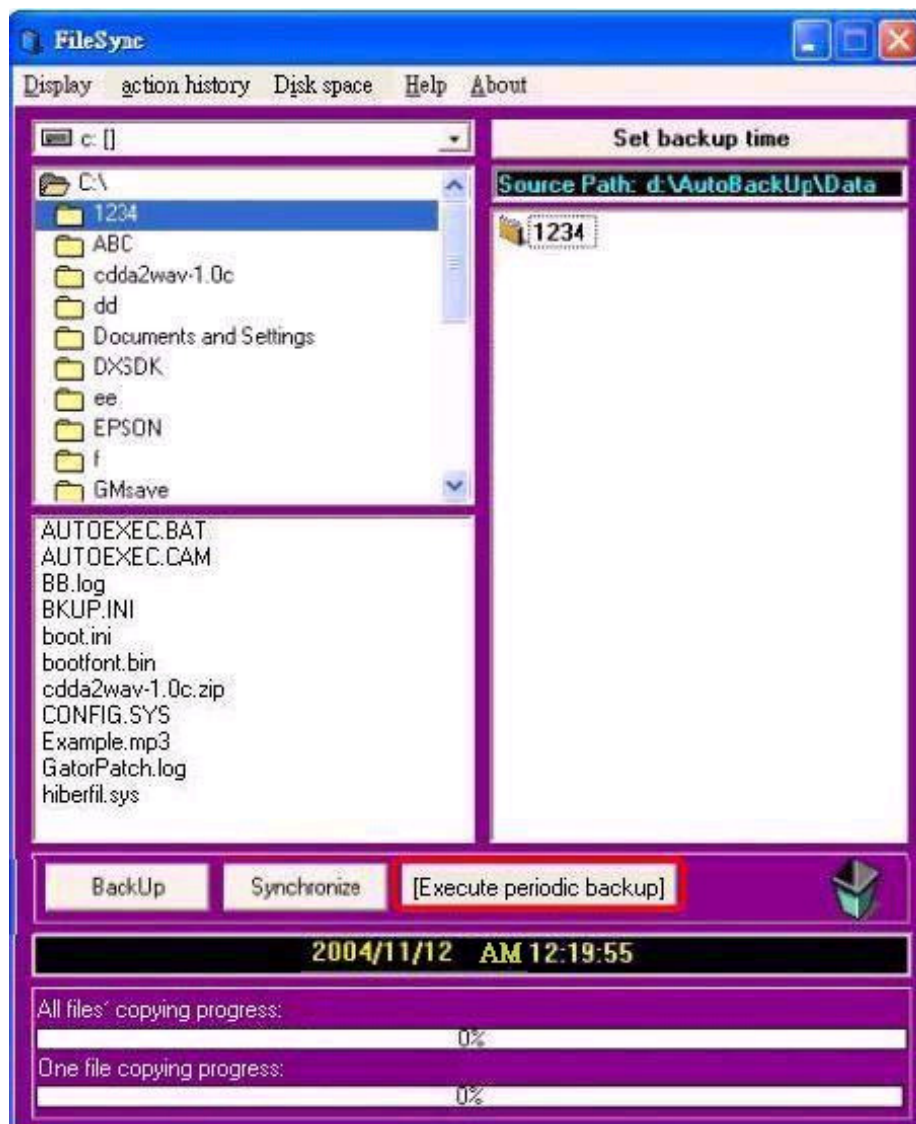 FileSync
Display action history Disk space Help About
c: []
C:\
1234
ABC
cdda2wav-1.0c
dd
Documents and Settings
DXSDK
ee
EPSON
f
GMsave
AUTOEXEC.BAT
AUTOEXEC.CAM
BB.log
BKUP.INI
boot.ini
bootfont.bin
cdda2wav-1.0c.zip
CONFIG.SYS
Example.mp3
GatorPatch.log
hiberfil.sys
Set backup time
Source Path: d:\AutoBackUp\Data
1234
BackUp Synchronize [Execute periodic backup]
2004/11/12 AM 12:19:55
All files' copying progress:
0%
One file copying progress:
0%